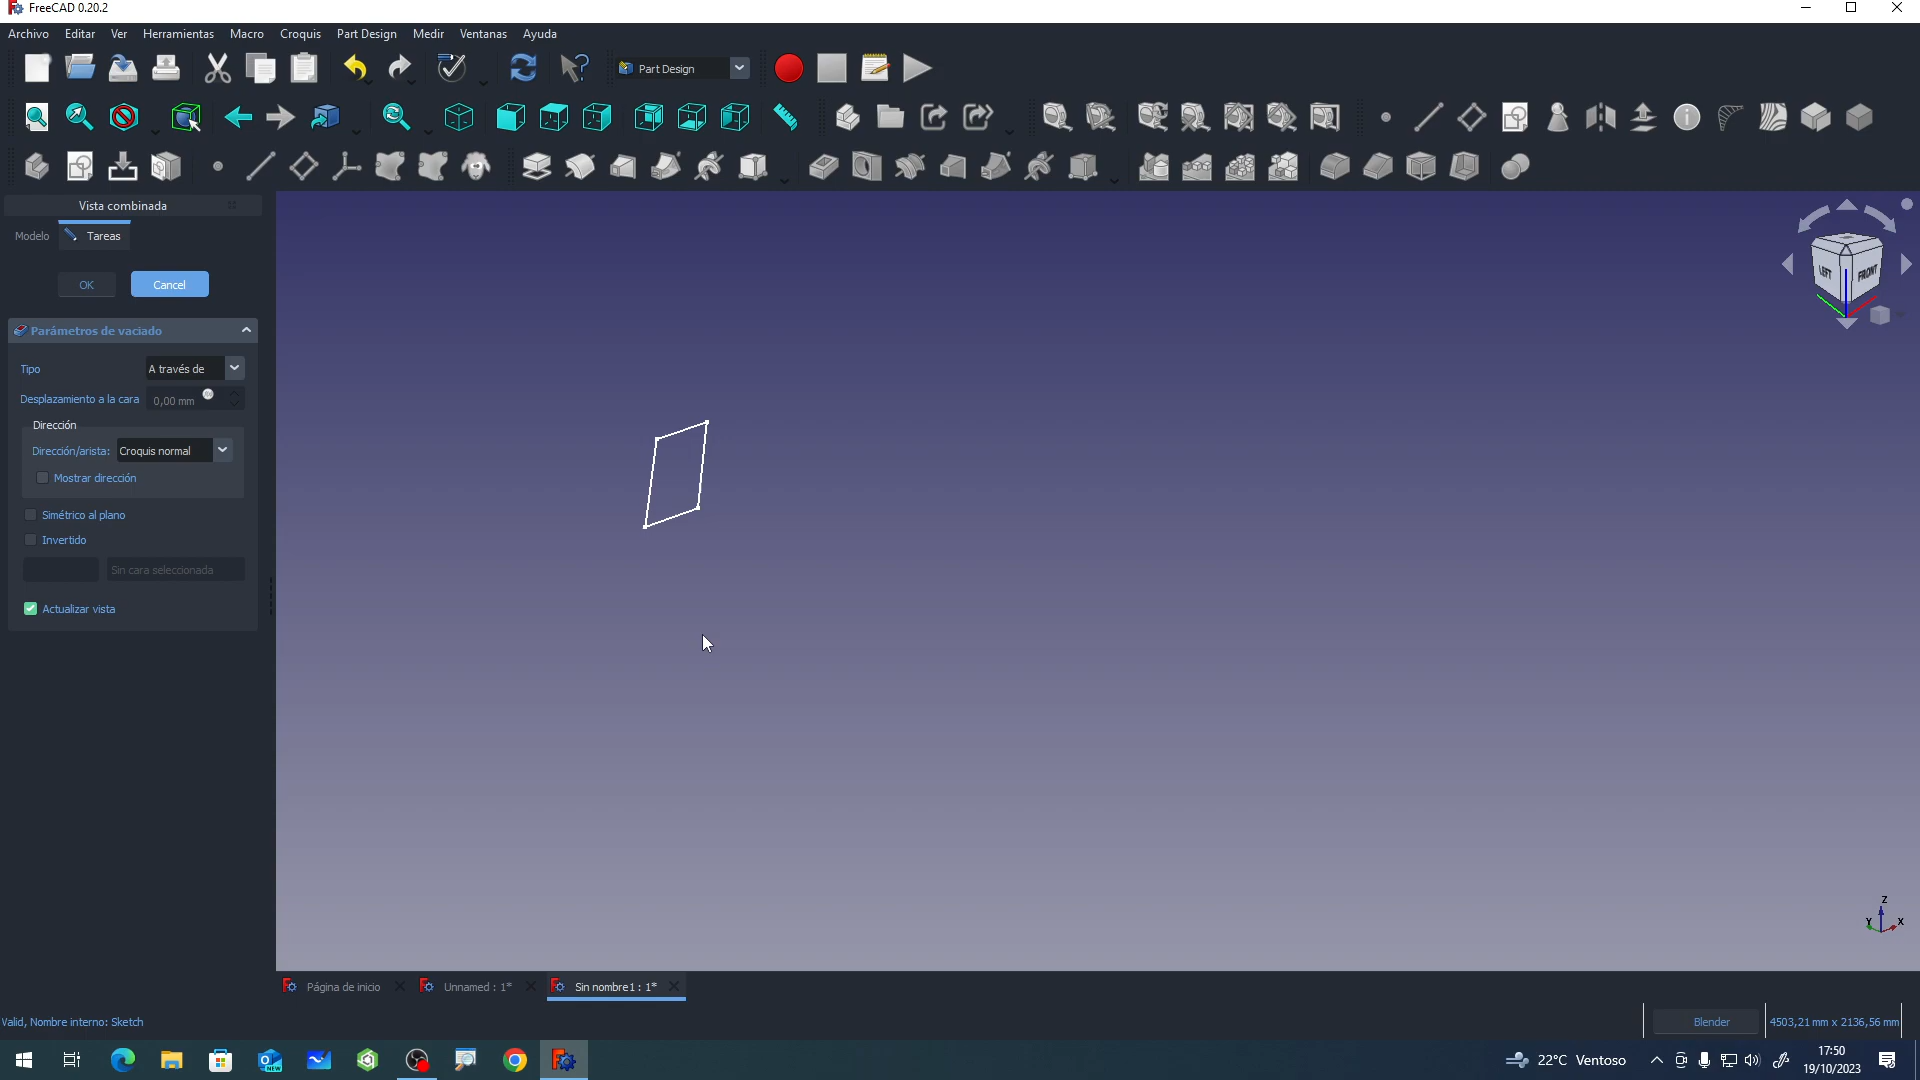 FreeCAD 0.20.2
Archivo Editar Ver Herramientas Macro Croquis Part Design Medir Ventanas Ayuda
Part Design
Vista combinada
Modelo Tareas
OK Cancel
Parámetros de vaciado
Tipo A través de
Desplazamiento a la cara 0,00 mm
Dirección
Dirección/arista: Croquis normal
Mostrar dirección
Simétrico al plano
Invertido
Sin cara seleccionada
Actualizar vista
LEFT FRONT
Z
Y X
Página de inicio Unnamed : 1* Sin nombre1 : 1*
Valid, Nombre interno: Sketch Blender 4503,21 mm x 2136,56 mm
NEW 22°C Ventoso 17:50
19/10/2023